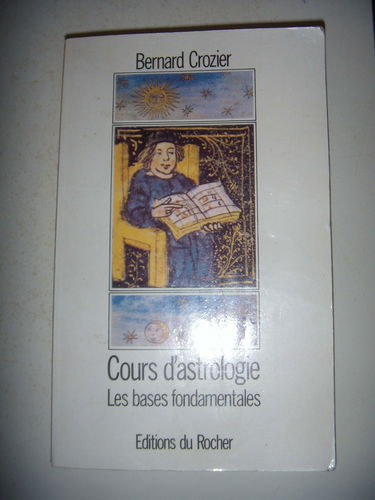 Bernard Crozier
Cours d'astrologie
Les bases fondamentales
Editions du Rocher